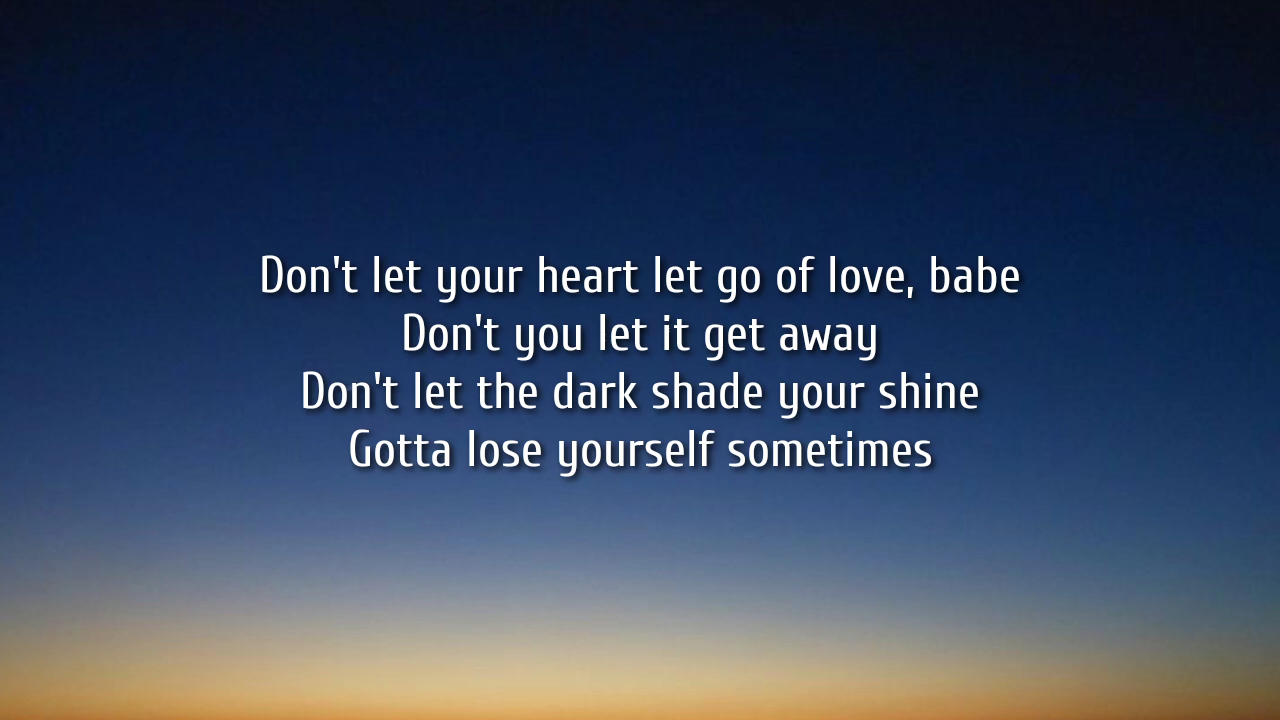 Don't let your heart let go of love, babe
Don't you let it get away
Don't let the dark shade your shine
Gotta lose yourself sometimes